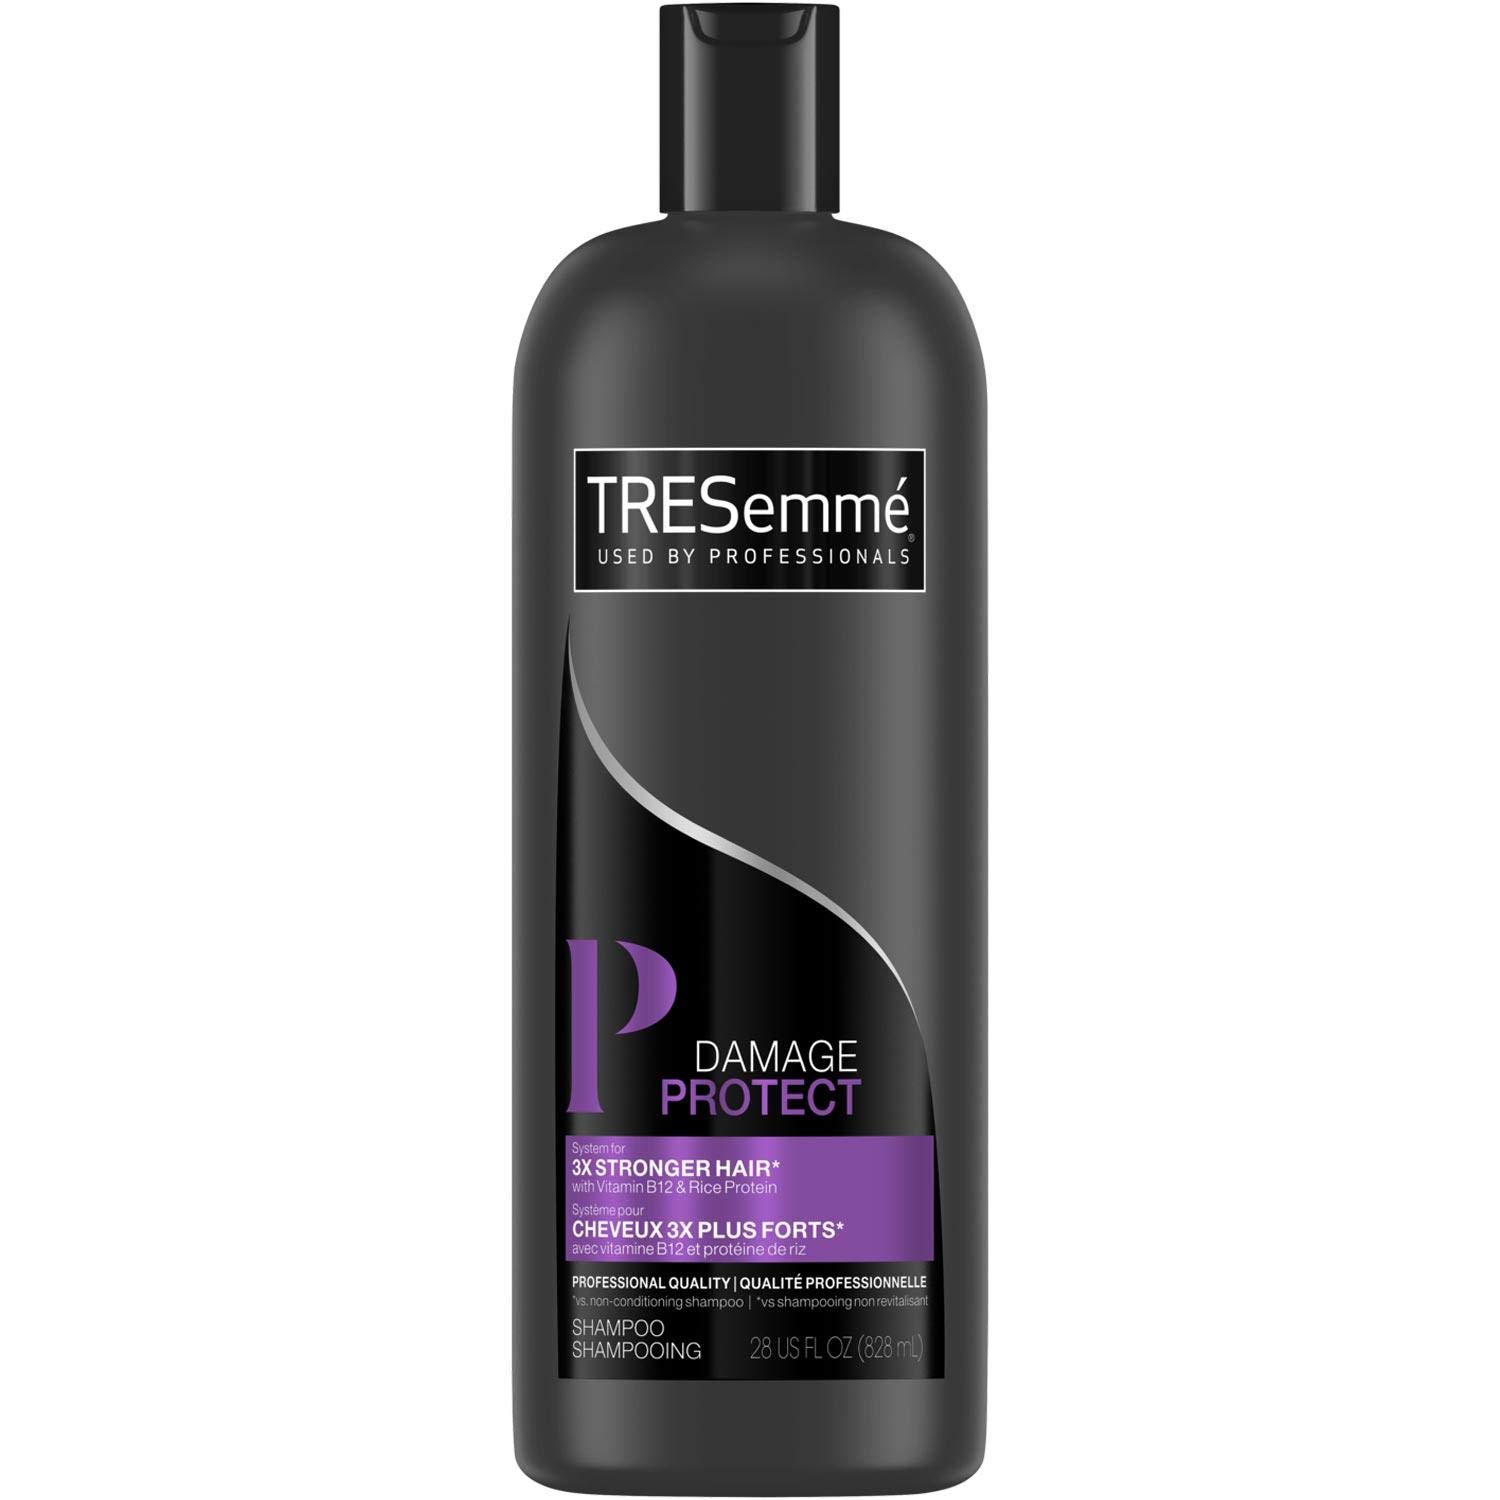 TRESemmé®
USED BY PROFESSIONALS
P
DAMAGE
PROTECT
System for
3X STRONGER HAIR*
with Vitamin B12 & Rice Protein
Système pour
CHEVEUX 3X PLUS FORTS*
avec vitamine B12 et protéine de riz
PROFESSIONAL QUALITY | QUALITÉ PROFESSIONNELLE
*vs. non-conditioning shampoo | *vs shampooing non revitalisant
SHAMPOO
SHAMPOOING 28 US FL OZ (828 mL)